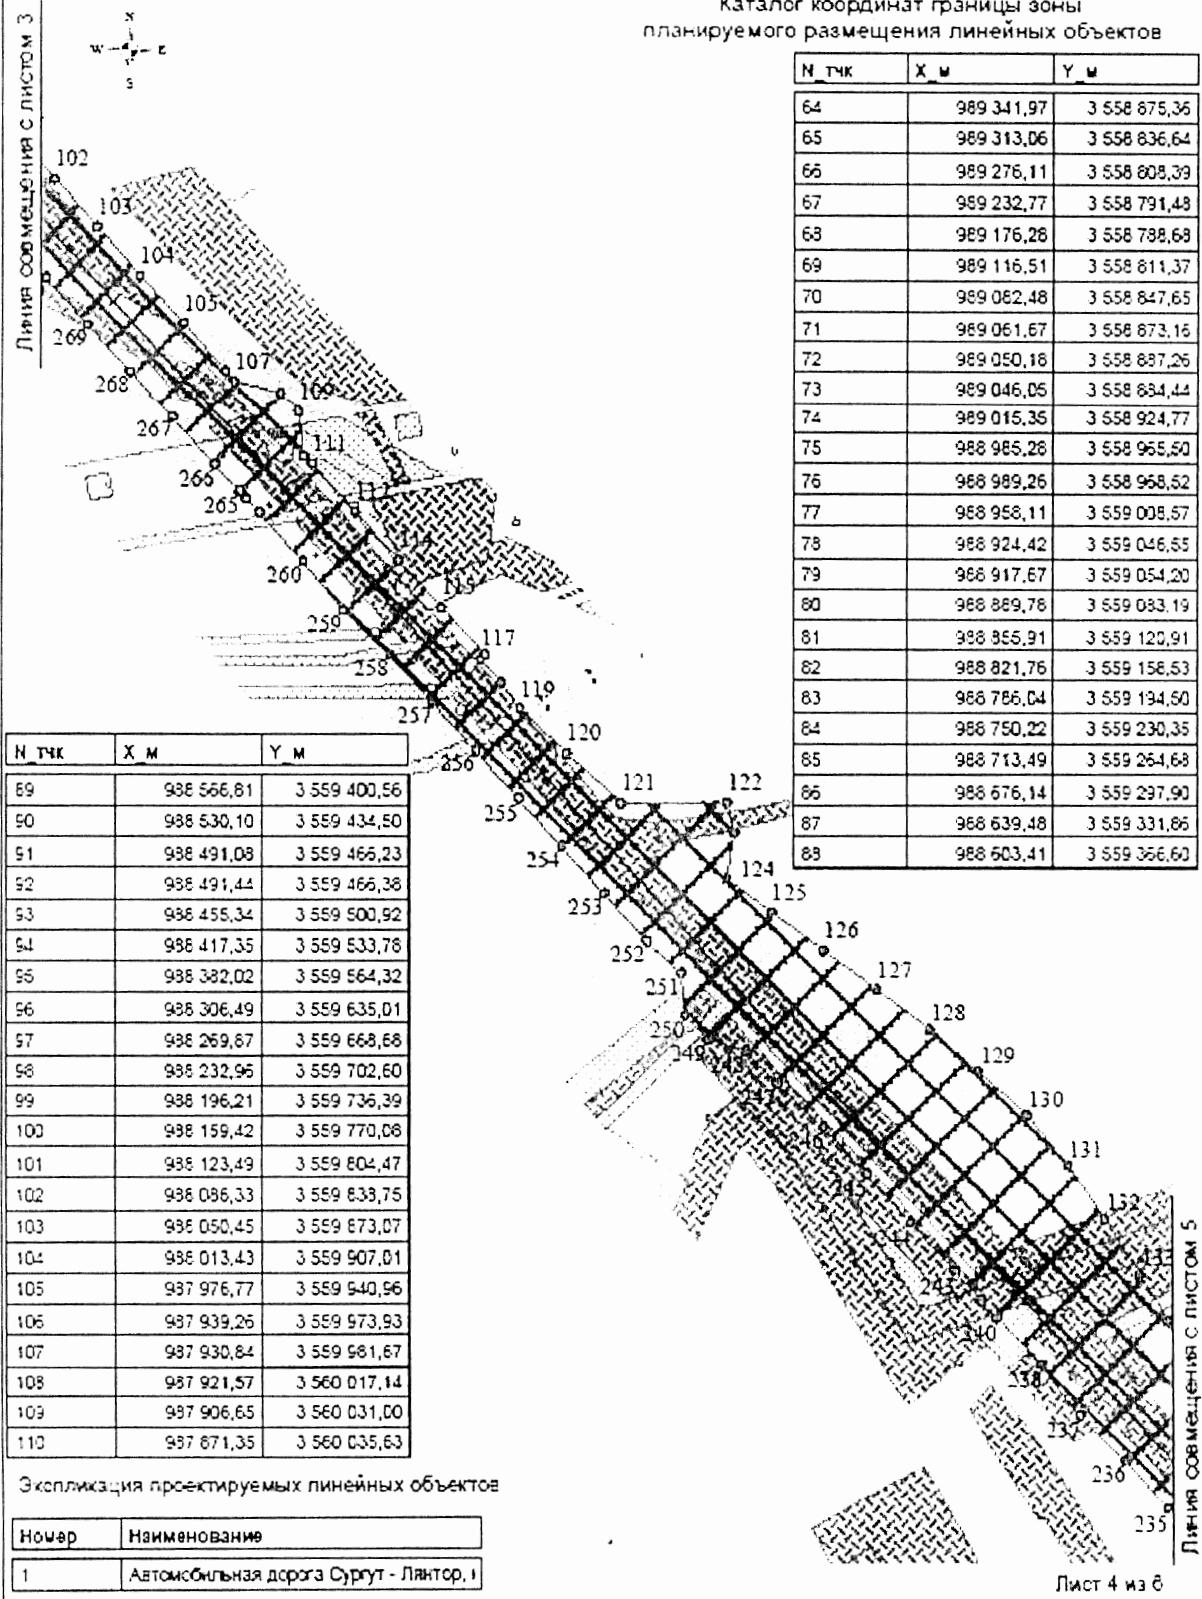 Каталог координат границы зоны
планируемого размещения линейных объектов
N_тчк X_м Y_м
64 989 341,97 3 558 875,36
65 989 313,06 3 558 836,64
66 989 276,11 3 558 808,39
67 989 232,77 3 558 791,48
68 989 176,28 3 558 788,68
69 989 116,51 3 558 811,37
70 989 082,48 3 558 847,65
71 989 061,67 3 558 873,16
72 989 050,18 3 558 887,26
73 989 046,05 3 558 884,44
74 989 015,35 3 558 924,77
75 988 985,28 3 558 965,50
76 988 989,26 3 558 968,52
77 988 958,11 3 559 008,57
78 988 924,42 3 559 046,55
79 988 917,67 3 559 054,20
80 988 889,78 3 559 083,19
81 988 855,91 3 559 120,91
82 988 821,76 3 559 158,53
83 988 786,04 3 559 194,50
84 988 750,22 3 559 230,35
85 988 713,49 3 559 264,68
86 988 676,14 3 559 297,90
87 988 639,48 3 559 331,86
88 988 603,41 3 559 366,60
N_тчк X_м Y_м
89 988 566,81 3 559 400,56
90 988 530,10 3 559 434,50
91 988 491,08 3 559 466,23
92 988 491,44 3 559 466,38
93 988 455,34 3 559 500,92
94 988 417,35 3 559 533,78
95 988 382,02 3 559 564,32
96 988 306,49 3 559 635,01
97 988 269,87 3 559 668,68
98 988 232,96 3 559 702,60
99 988 196,21 3 559 736,39
100 988 159,42 3 559 770,08
101 988 123,49 3 559 804,47
102 988 086,33 3 559 838,75
103 988 050,45 3 559 873,07
104 988 013,43 3 559 907,01
105 987 976,77 3 559 940,96
106 987 939,26 3 559 973,93
107 987 930,84 3 559 981,67
108 987 921,57 3 560 017,14
109 987 906,65 3 560 031,00
110 987 871,35 3 560 035,63
Экспликация проектируемых линейных объектов
Номер Наименование
1 Автомобильная дорога Сургут - Лянтор,
Лист 4 из 6
Линия совмещения с листом 3
Линия совмещения с листом 5
N
W E
S
102
103
104
105
107
109
111
112
114
115
117
119
120
121
122
124
125
126
127
128
129
130
131
132
133
269
268
267
266
265
260
259
258
257
256
255
254
253
252
251
250
249
248
247
246
245
243
240
238
237
236
235